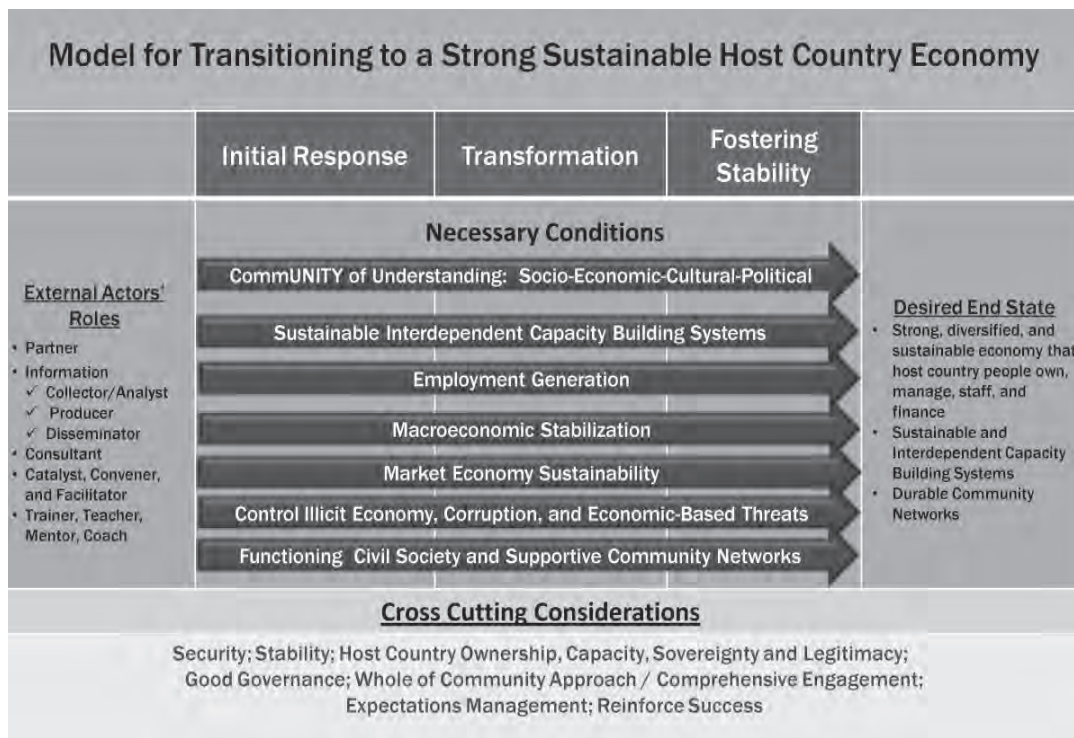 Model for Transitioning to a Strong Sustainable Host Country Economy
Initial Response
Transformation
Fostering
Stability
Necessary Conditions
CommUNITY of Understanding: Socio-Economic-Cultural-Political
Sustainable Interdependent Capacity Building Systems
Employment Generation
Macroeconomic Stabilization
Market Economy Sustainability
Control Illicit Economy, Corruption, and Economic-Based Threats
Functioning Civil Society and Supportive Community Networks
External Actors'
Roles
• Partner
• Information
✓ Collector/Analyst
✓ Producer
✓ Disseminator
• Consultant
• Catalyst, Convener,
and Facilitator
• Trainer, Teacher,
Mentor, Coach
Desired End State
• Strong, diversified, and
sustainable economy that
host country people own,
manage, staff, and
finance
• Sustainable and
Interdependent Capacity
Building Systems
• Durable Community
Networks
Cross Cutting Considerations
Security; Stability; Host Country Ownership, Capacity, Sovereignty and Legitimacy;
Good Governance; Whole of Community Approach / Comprehensive Engagement;
Expectations Management; Reinforce Success